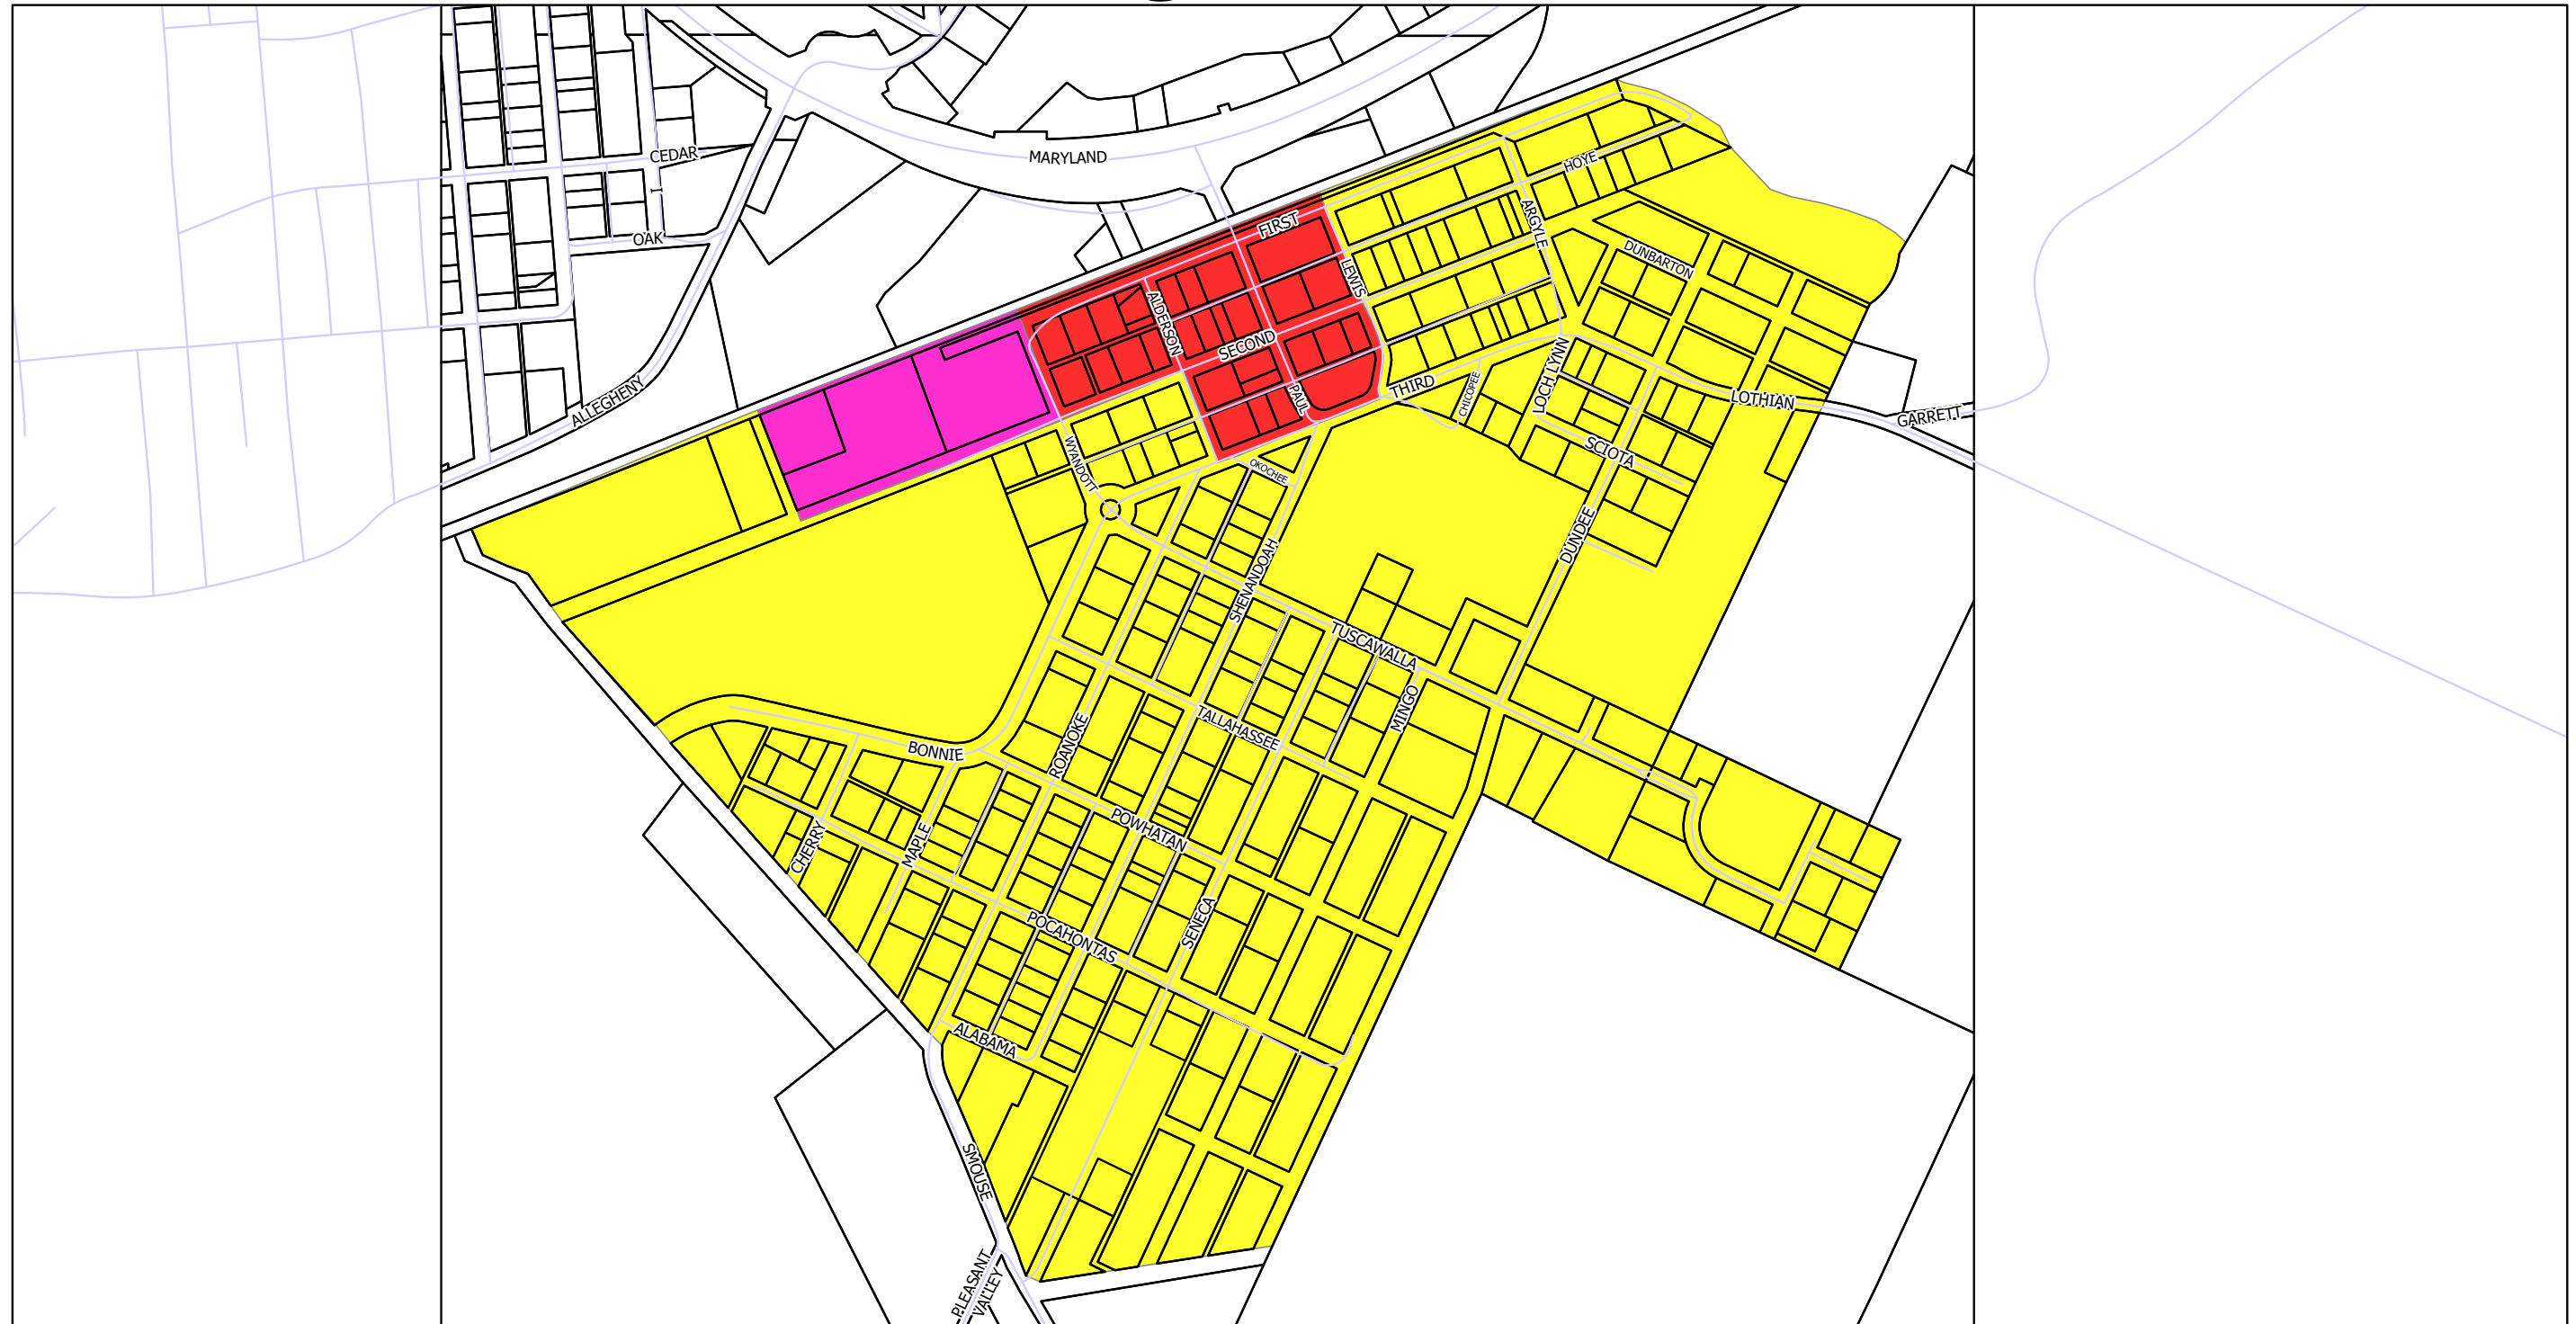 MARYLAND
CEDAR
II
HOYE
OAK
FIRST
ARGYLE
DUNBARTON
LEWIS
ALDERSON
SECOND
ALLEGHENY
THIRD
CHICOPEE
LOCH LYNN
PAUL
LOTHIAN
GARRETT
WYANDOTT
SCIOTA
OKOCHEE
DUNDEE
SHENANDOAH
TUSCAWALLA
MINGO
TALLAHASSEE
ROANOKE
BONNIE
POWHATAN
CHERRY
MAPLE
SENECA
POCAHONTAS
ALABAMA
SMOUSE
PLEASANT
VALLEY